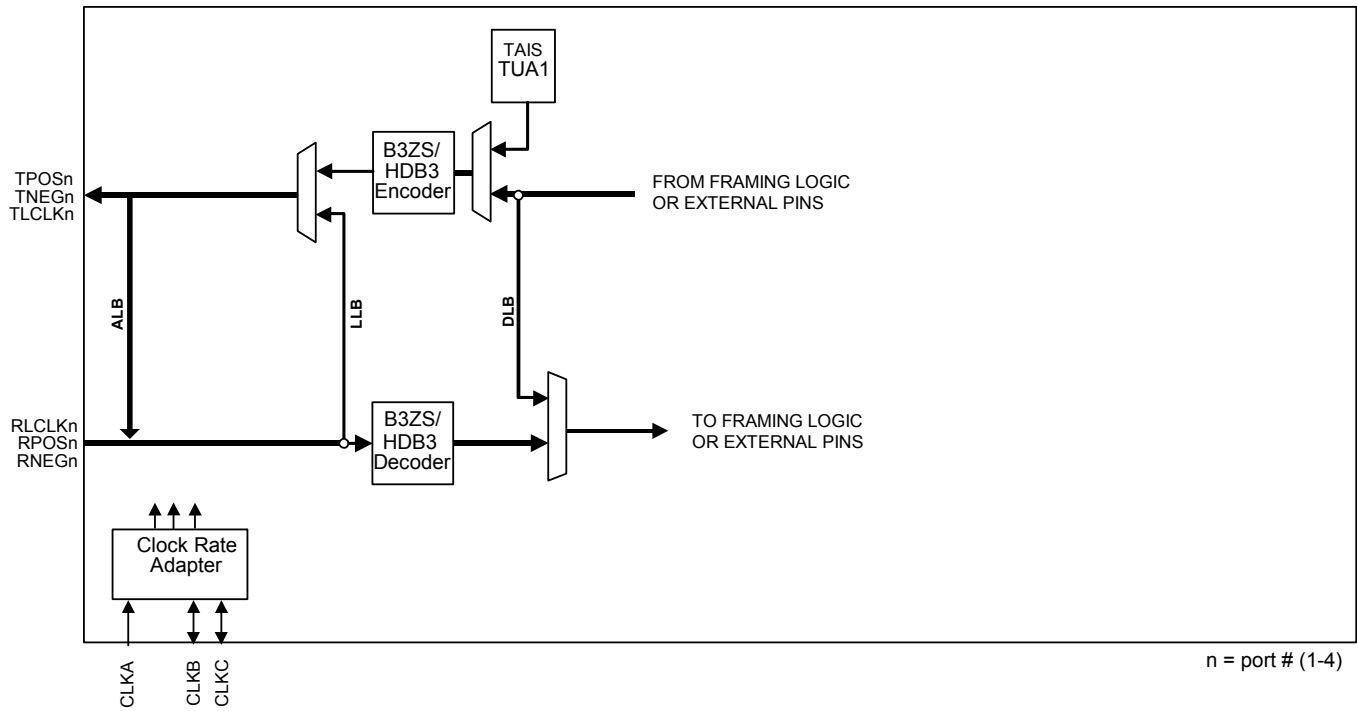 TAIS
TUA1
B3ZS/
HDB3
Encoder
TPOSn
TNEGn
TLCLKn
FROM FRAMING LOGIC
OR EXTERNAL PINS
ALB
LLB
DLB
RLCLKn
RPOSn
RNEGn
B3ZS/
HDB3
Decoder
TO FRAMING LOGIC
OR EXTERNAL PINS
Clock Rate
Adapter
CLKA
CLKB
CLKC
n = port # (1-4)